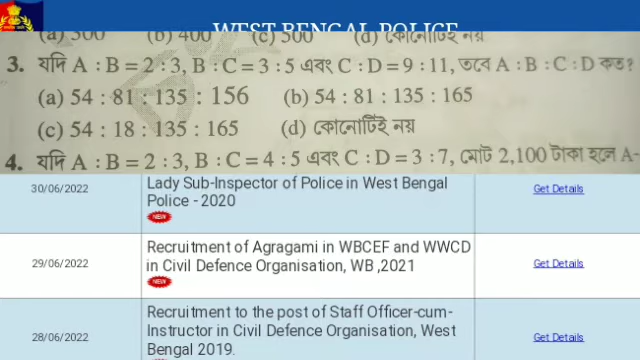 WEST BENGAL POLICE
(a) 300 (b) 400 (c) 500 (d) কোনোটিই নয়
3. যদি A : B = 2 : 3, B : C = 3 : 5 এবং C : D = 9 : 11, তবে A : B : C : D কত?
(a) 54 : 81 : 135 : 156 (b) 54 : 81 : 135 : 165
(c) 54 : 18 : 135 : 165 (d) কোনোটিই নয়
4. যদি A : B = 2 : 3, B : C = 4 : 5 এবং C : D = 3 : 7, মোট 2,100 টাকা হলে A-
30/06/2022 Lady Sub-Inspector of Police in West Bengal Get Details
Police - 2020
NEW
29/06/2022 Recruitment of Agragami in WBCEF and WWCD Get Details
in Civil Defence Organisation, WB ,2021
NEW
Recruitment to the post of Staff Officer-cum-
28/06/2022 Instructor in Civil Defence Organisation, West Get Details
Bengal 2019.